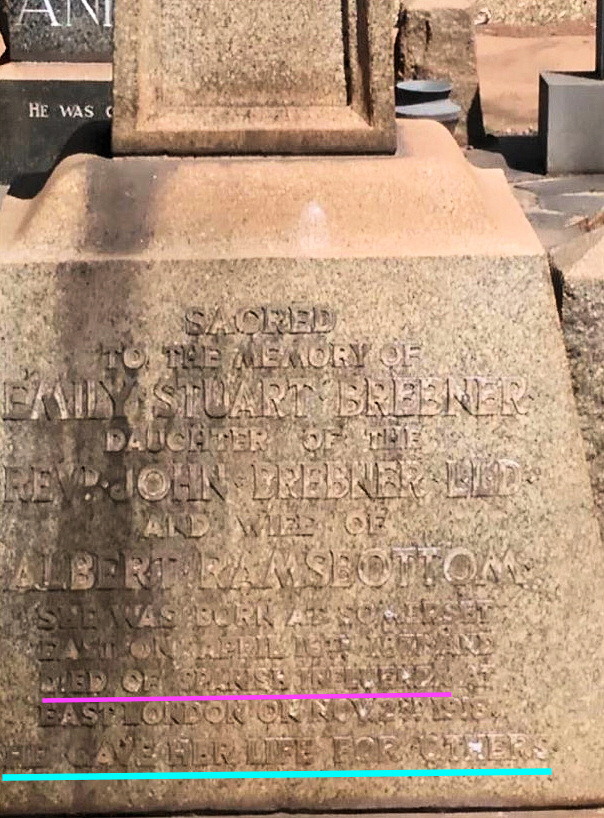 AN
HE WAS
SACRED
TO THE MEMORY OF
EMILY STUART BREBNER
DAUGHTER OF THE
REVD. JOHN BREBNER LLD
AND WIFE OF
ALBERT RAMSBOTTOM
SHE WAS BORN AT SOMERSET
EAST ON APRIL AND
DIED OF SPANISH INFLUENZA AT
EAST LONDON ON NOV. 1918
HE GAVE HER LIFE FOR OTHERS